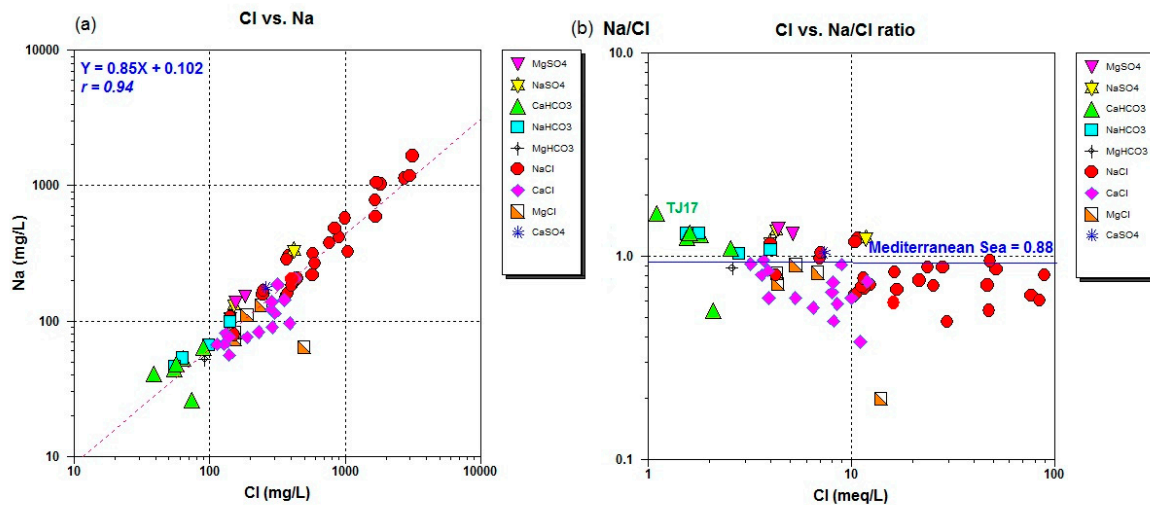 (a)
Cl vs. Na
Na (mg/L)
10000
1000
100
10
Y = 0.85X + 0.102
r = 0.94
10
100
1000
10000
Cl (mg/L)
MgSO4
NaSO4
CaHCO3
NaHCO3
MgHCO3
NaCl
CaCl
MgCl
CaSO4
(b)
Na/Cl
Cl vs. Na/Cl ratio
10.0
1.0
0.1
TJ17
Mediterranean Sea = 0.88
1
10
100
Cl (meq/L)
MgSO4
NaSO4
CaHCO3
NaHCO3
MgHCO3
NaCl
CaCl
MgCl
CaSO4